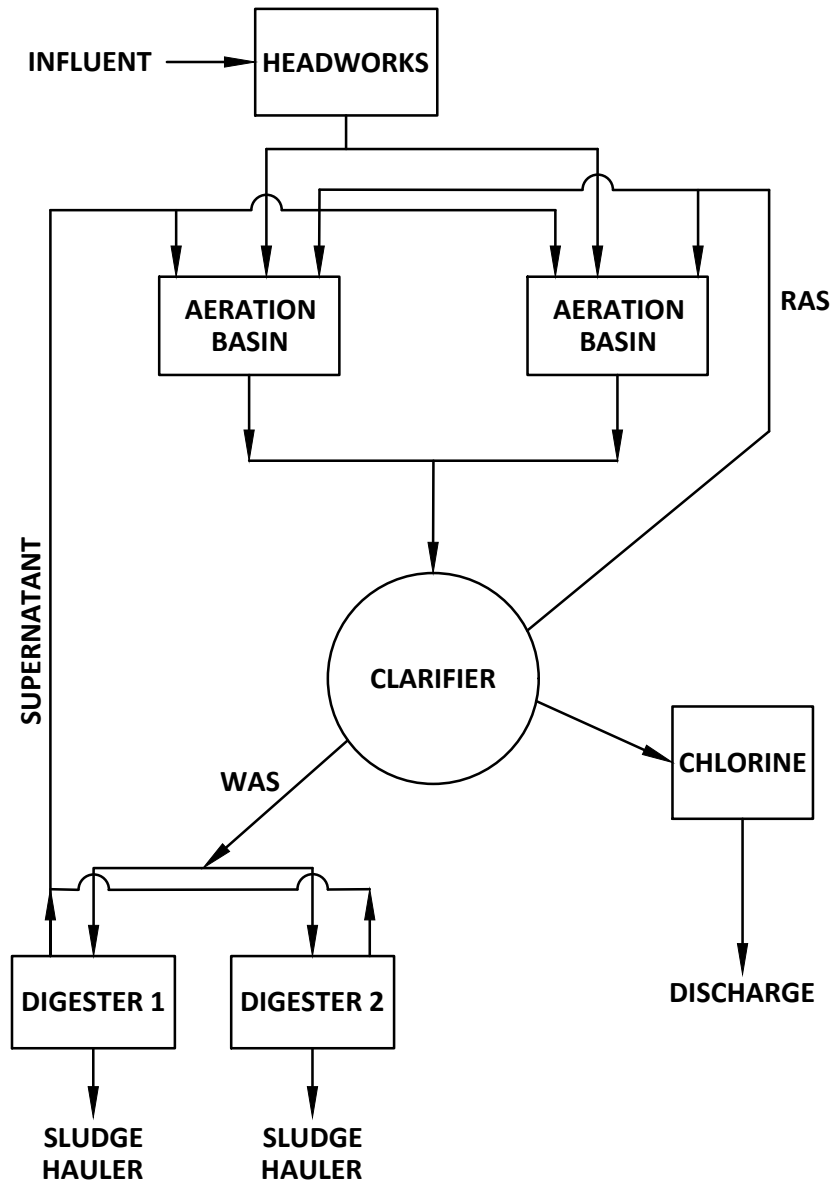 INFLUENT
HEADWORKS
AERATION
BASIN
AERATION
BASIN
RAS
SUPERNATANT
CLARIFIER
WAS
CHLORINE
DIGESTER 1
DIGESTER 2
DISCHARGE
SLUDGE
HAULER
SLUDGE
HAULER